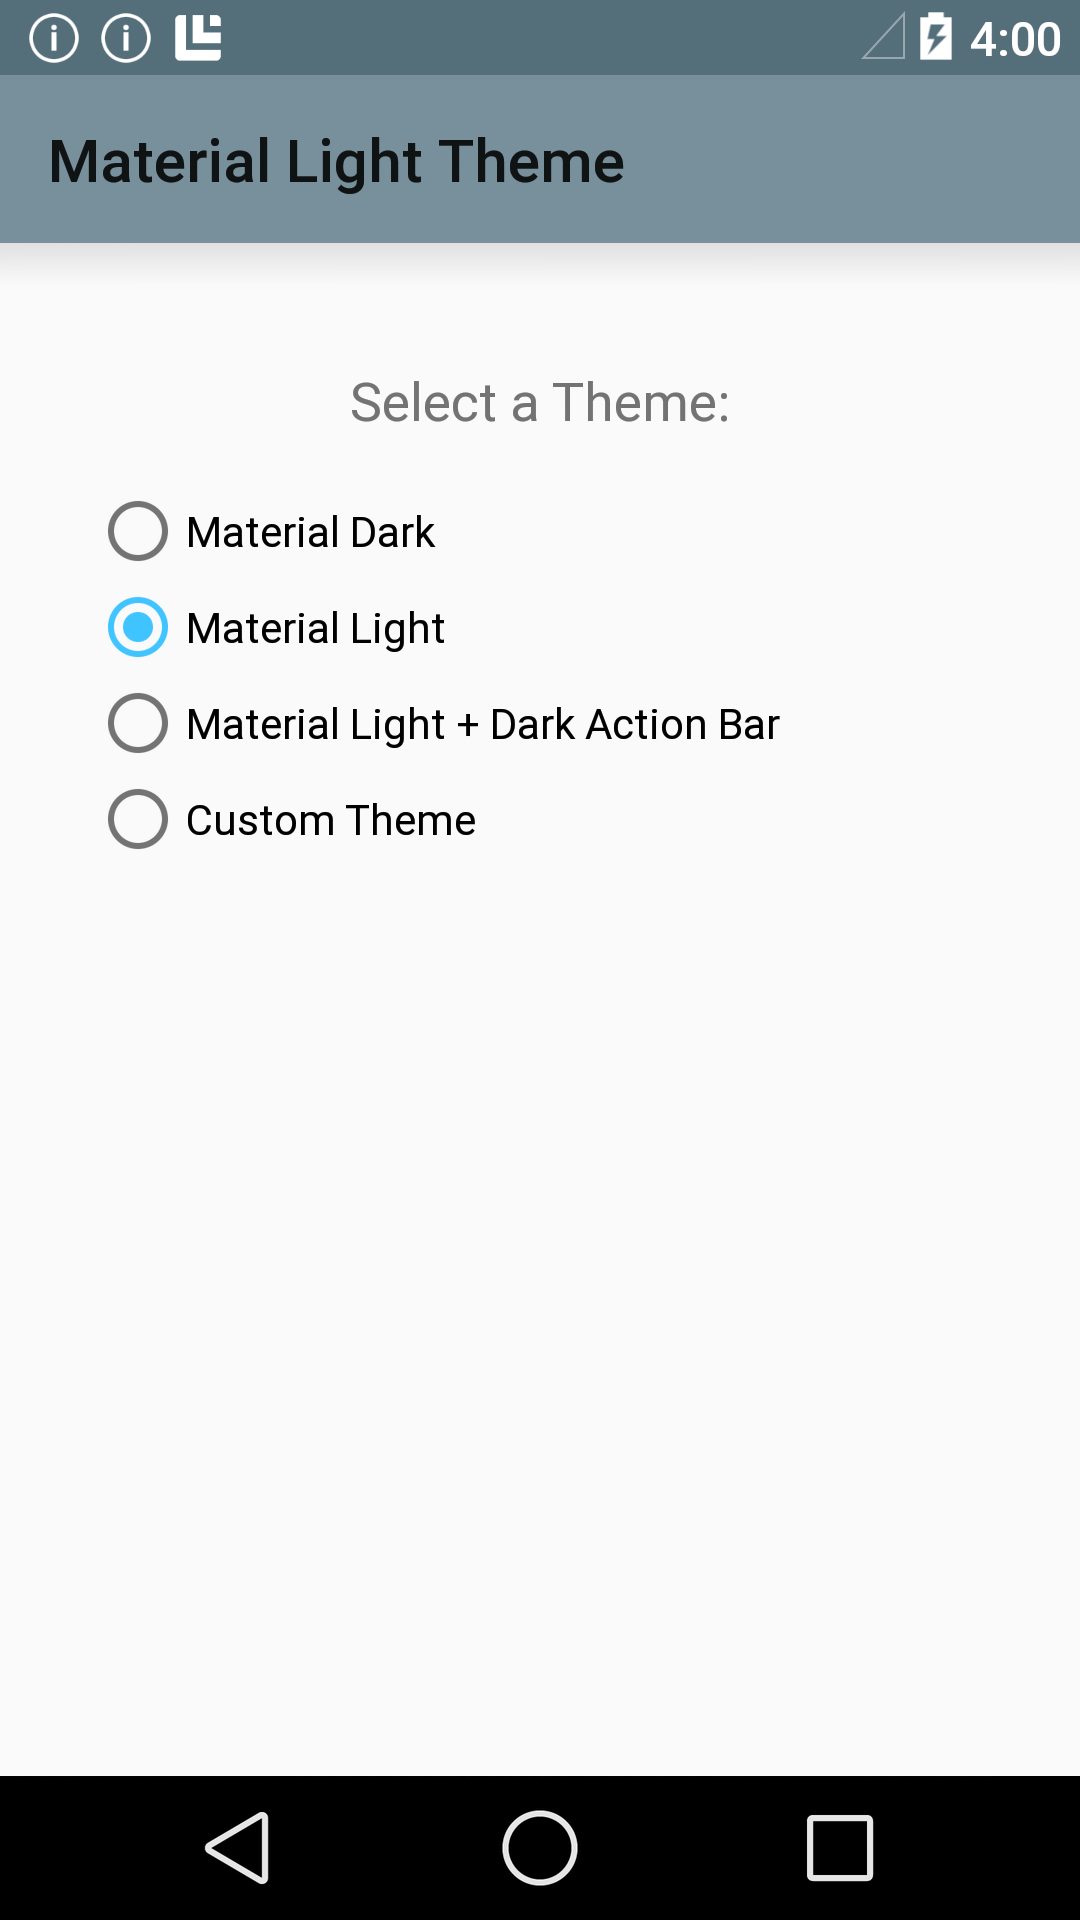 4:00
Material Light Theme
Select a Theme:
Material Dark
Material Light
Material Light + Dark Action Bar
Custom Theme